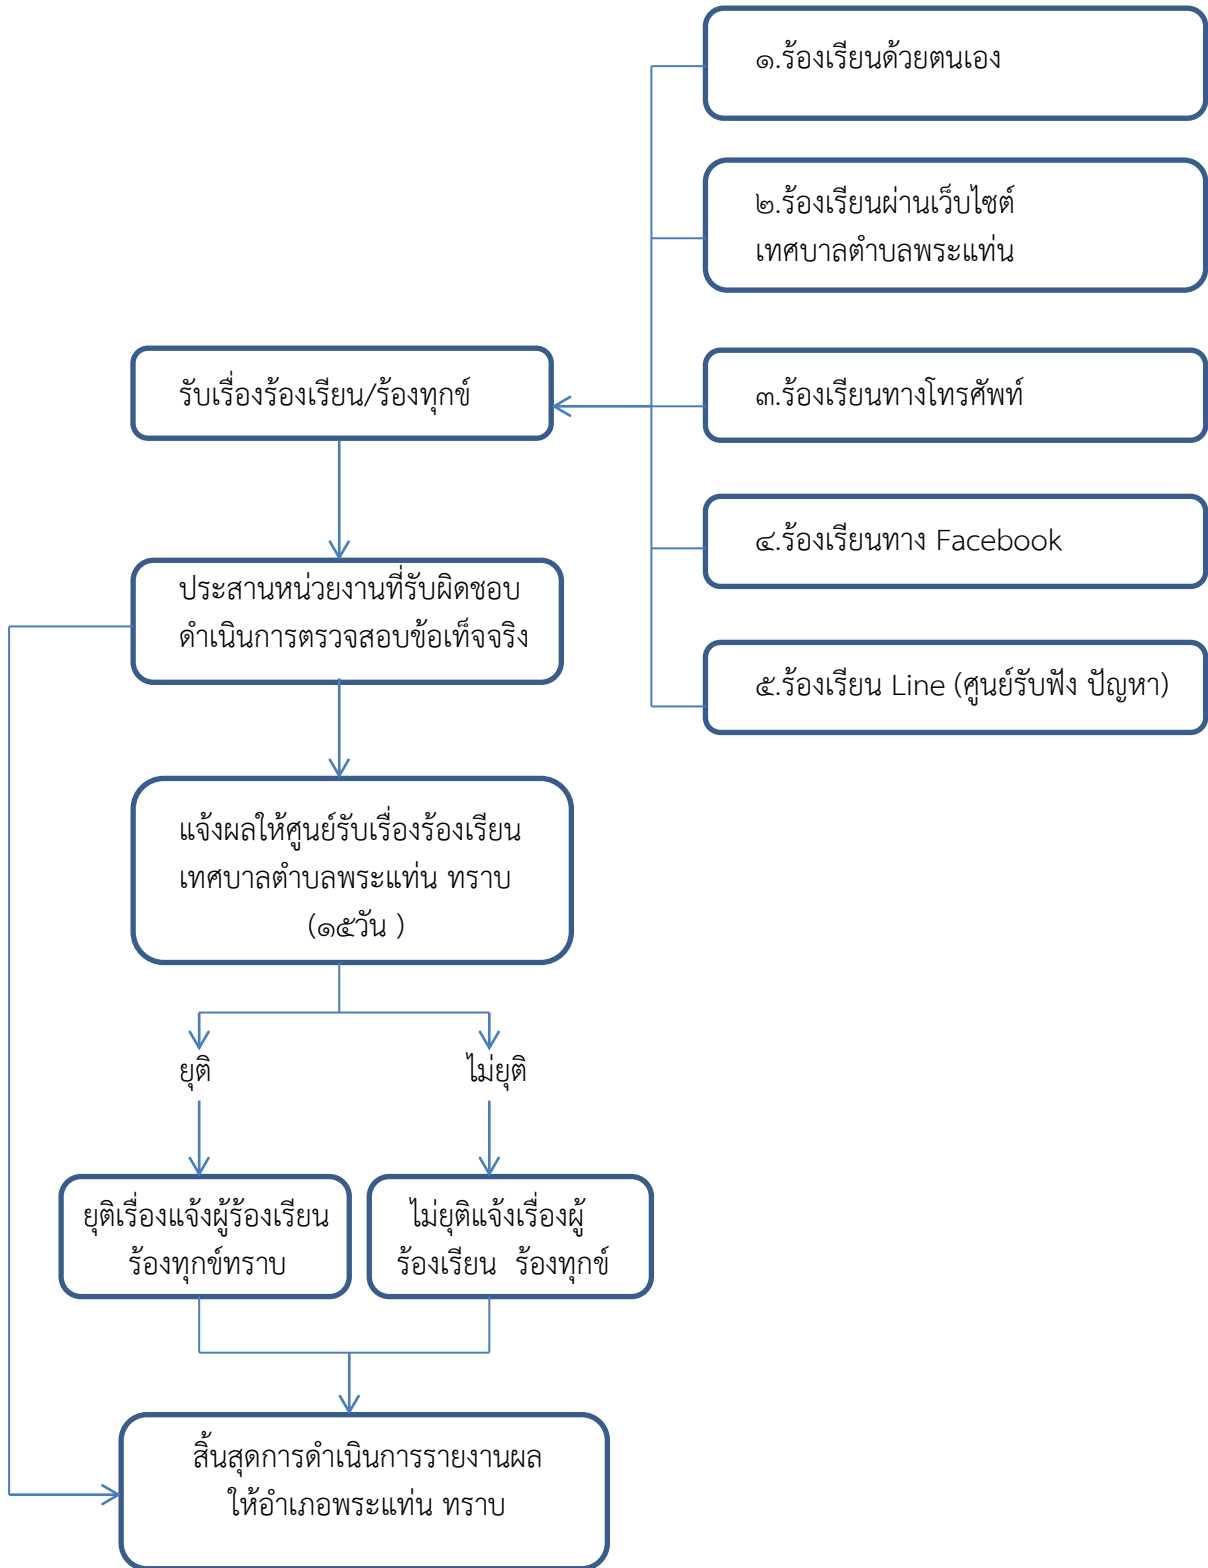 ๑.ร้องเรียนด้วยตนเอง
๒.ร้องเรียนผ่านเว็บไซต์
เทศบาลตำบลพระแท่น
รับเรื่องร้องเรียน/ร้องทุกข์
๓.ร้องเรียนทางโทรศัพท์
๔.ร้องเรียนทาง Facebook
ประสานหน่วยงานที่รับผิดชอบ
ดำเนินการตรวจสอบข้อเท็จจริง
๕.ร้องเรียน Line (ศูนย์รับฟัง ปัญหา)
แจ้งผลให้ศูนย์รับเรื่องร้องเรียน
เทศบาลตำบลพระแท่น ทราบ
(๑๕วัน )
ยุติ
ไม่ยุติ
ยุติเรื่องแจ้งผู้ร้องเรียน
ร้องทุกข์ทราบ
ไม่ยุติแจ้งเรื่องผู้
ร้องเรียน ร้องทุกข์
สิ้นสุดการดำเนินการรายงานผล
ให้อำเภอพระแท่น ทราบ